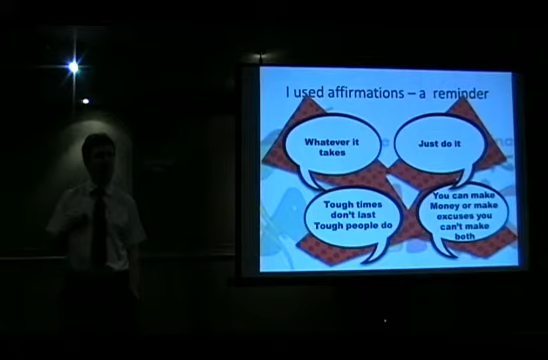 I used affirmations – a reminder
Whatever it
takes
Just do it
Tough times
don't last
Tough people do
You can make
Money or make
excuses you
can't make
both